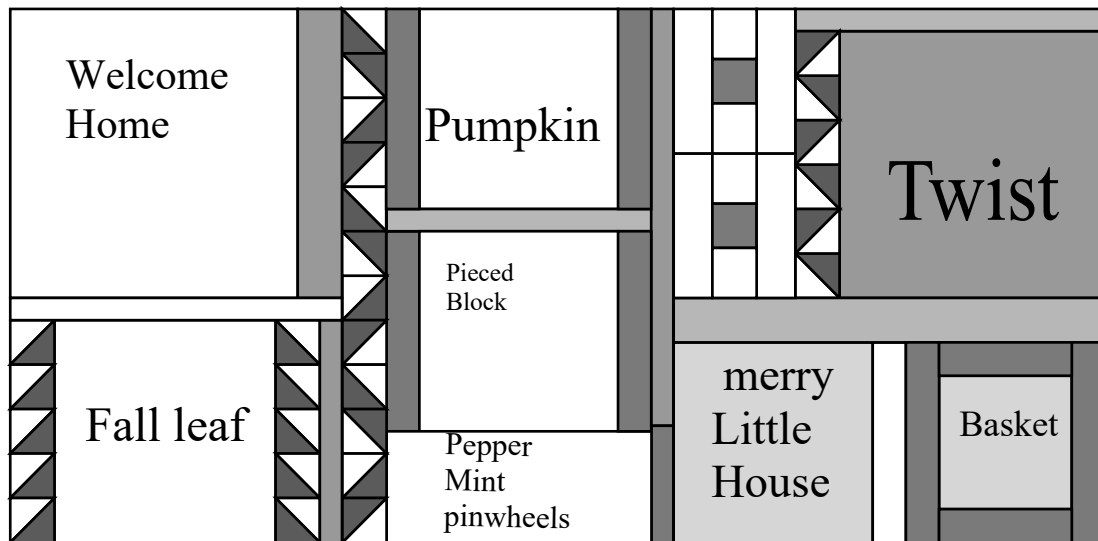 Welcome
Home
Pumpkin
Twist
Pieced
Block
Fall leaf
Pepper
Mint
pinwheels
merry
Little
House
Basket